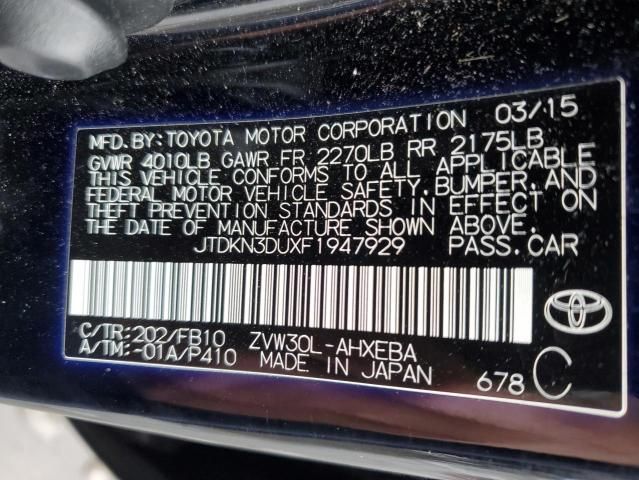 MFD. BY: TOYOTA MOTOR CORPORATION 03/15
GVWR 4010LB GAWR FR 2270LB RR 2175LB
THIS VEHICLE CONFORMS TO ALL APPLICABLE
FEDERAL MOTOR VEHICLE SAFETY, BUMPER, AND
THEFT PREVENTION STANDARDS IN EFFECT ON
THE DATE OF MANUFACTURE SHOWN ABOVE.
JTDKN3DUXF1947929 PASS. CAR
C/TR: 202/FB10 ZVW30L-AHXEBA
A/TM: -01A/P410 MADE IN JAPAN
678 C